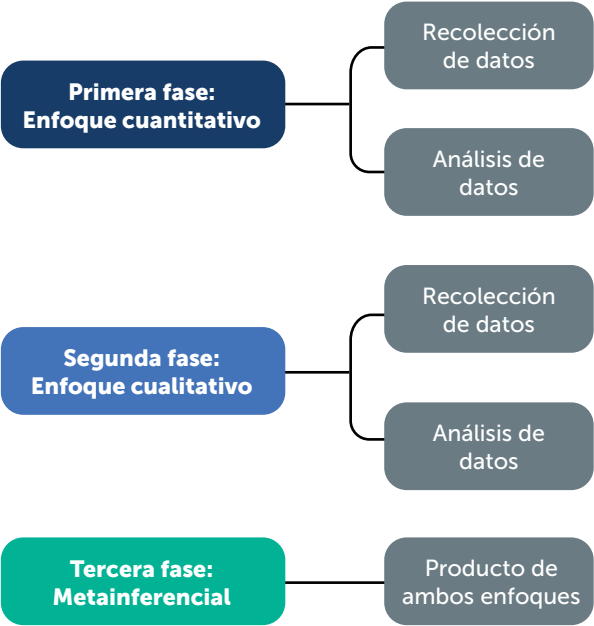 Primera fase:
Enfoque cuantitativo
Recolección
de datos
Análisis de
datos
Segunda fase:
Enfoque cualitativo
Recolección
de datos
Análisis de
datos
Tercera fase:
Metainferencial
Producto de
ambos enfoques